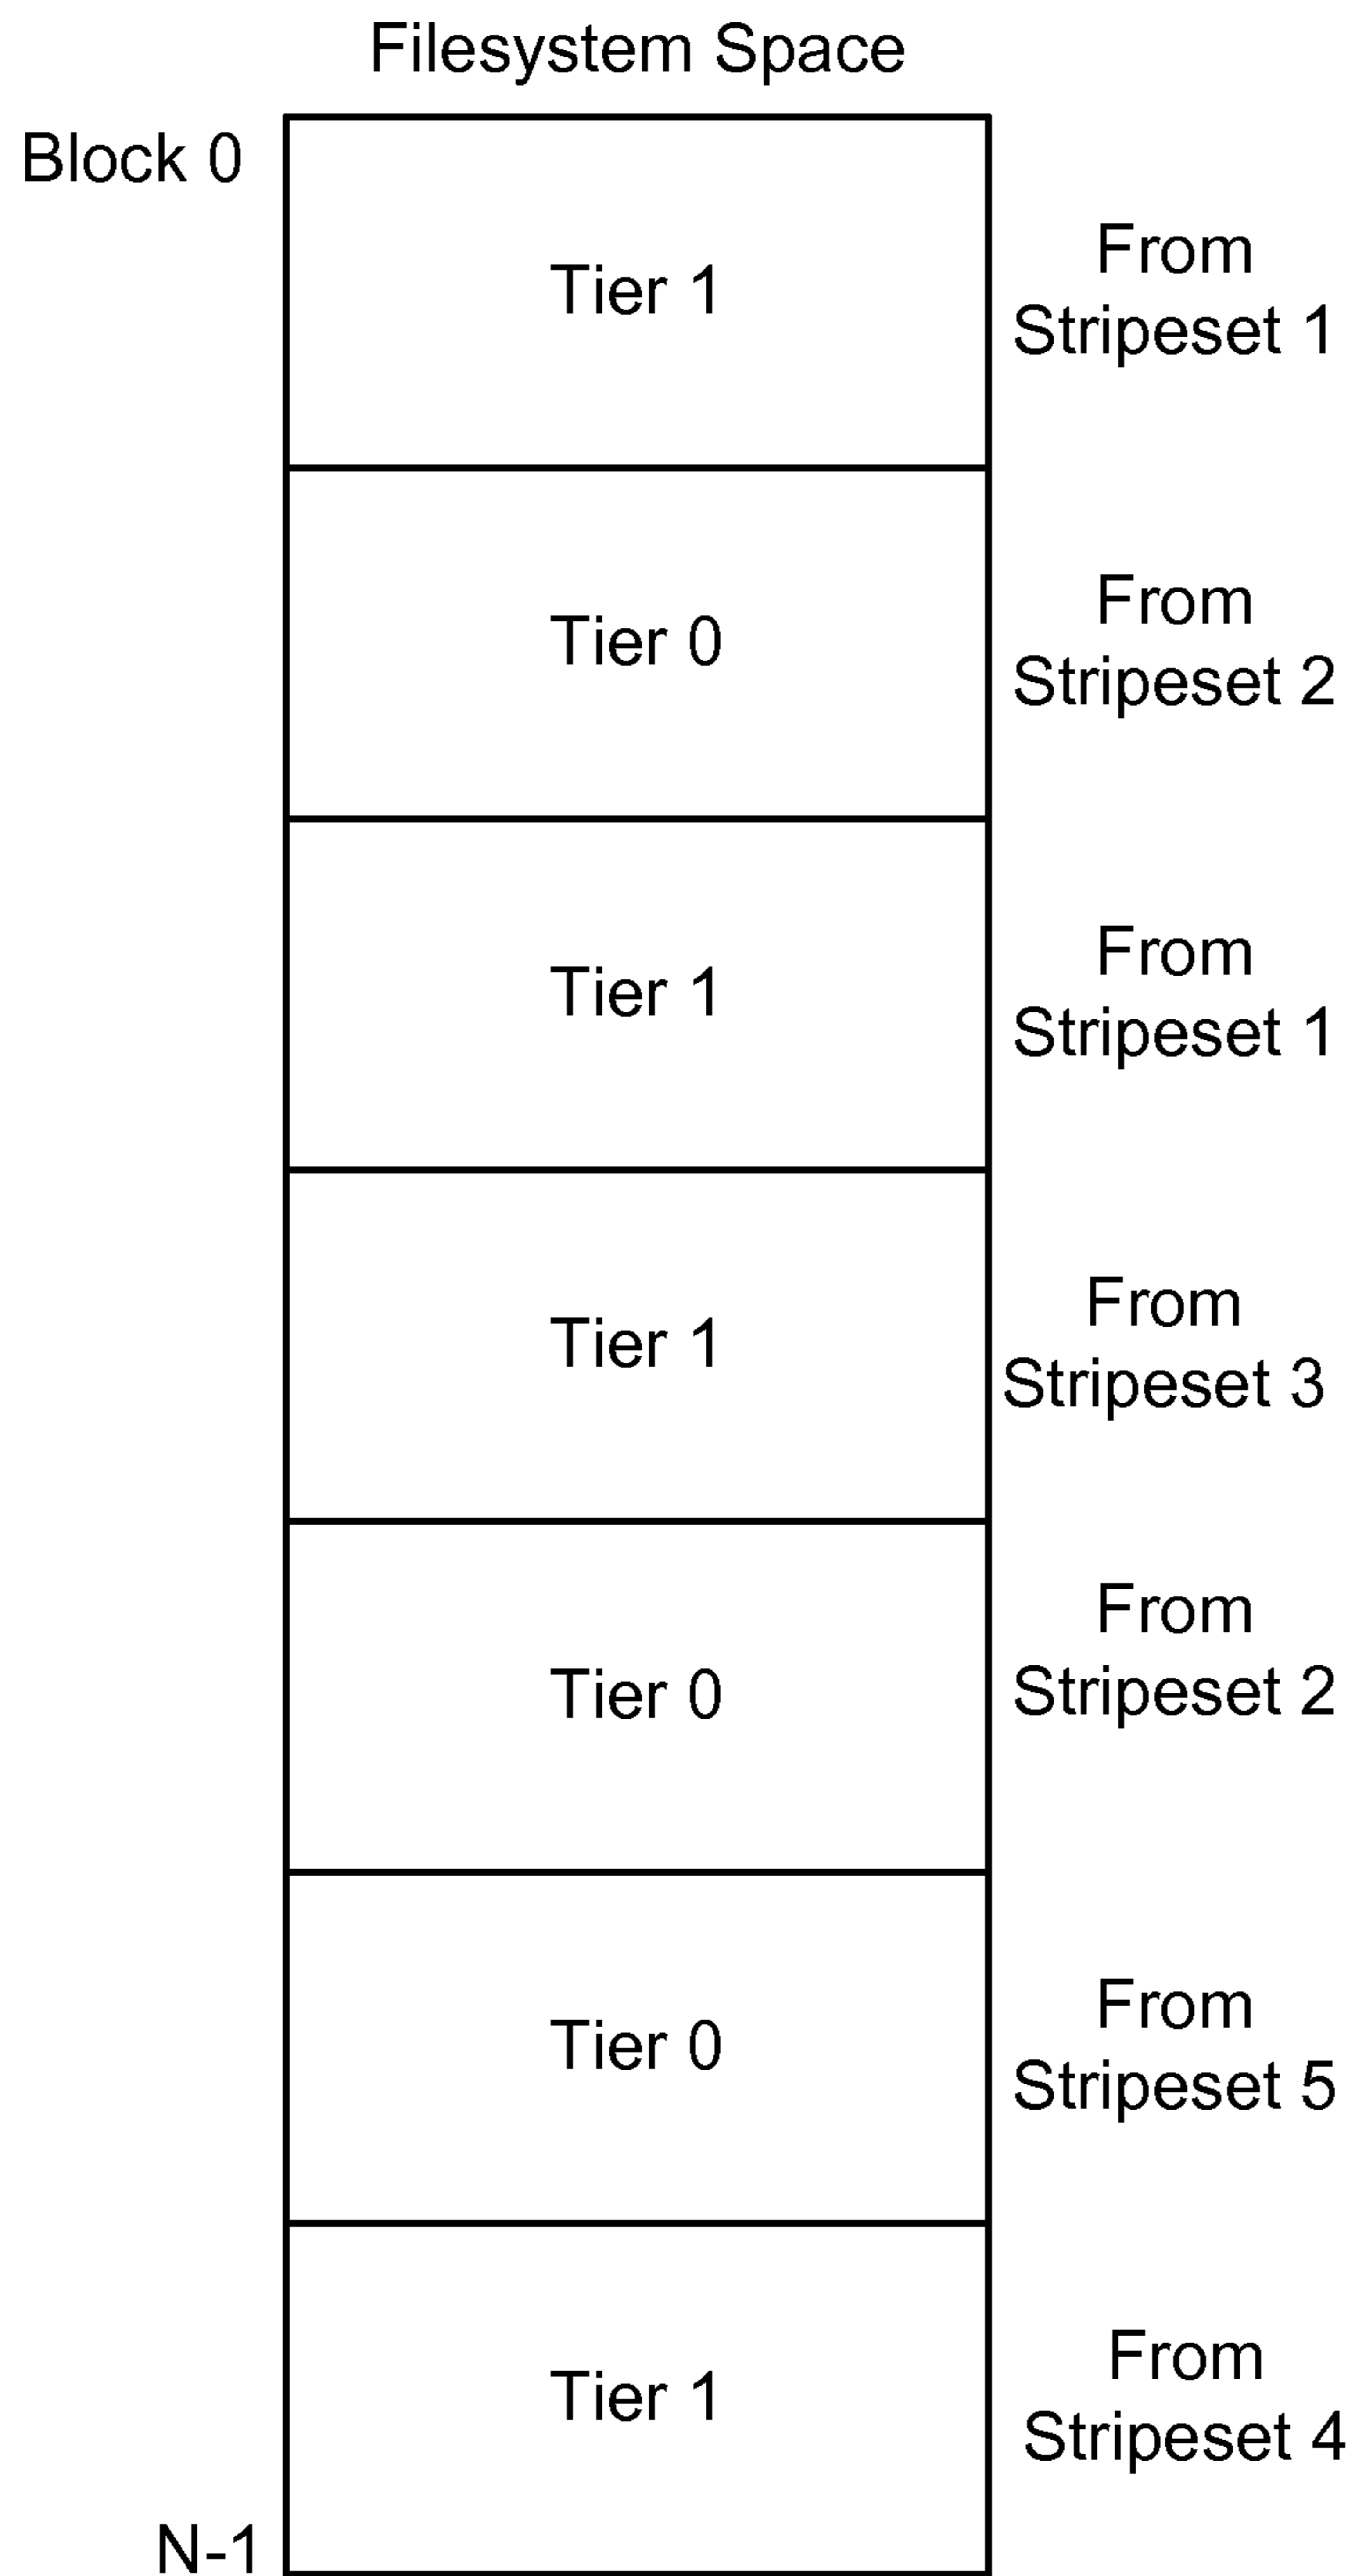 Filesystem Space
Block 0
Tier 1
From
Stripeset 1
Tier 0
From
Stripeset 2
Tier 1
From
Stripeset 1
Tier 1
From
Stripeset 3
Tier 0
From
Stripeset 2
Tier 0
From
Stripeset 5
Tier 1
From
Stripeset 4
N-1